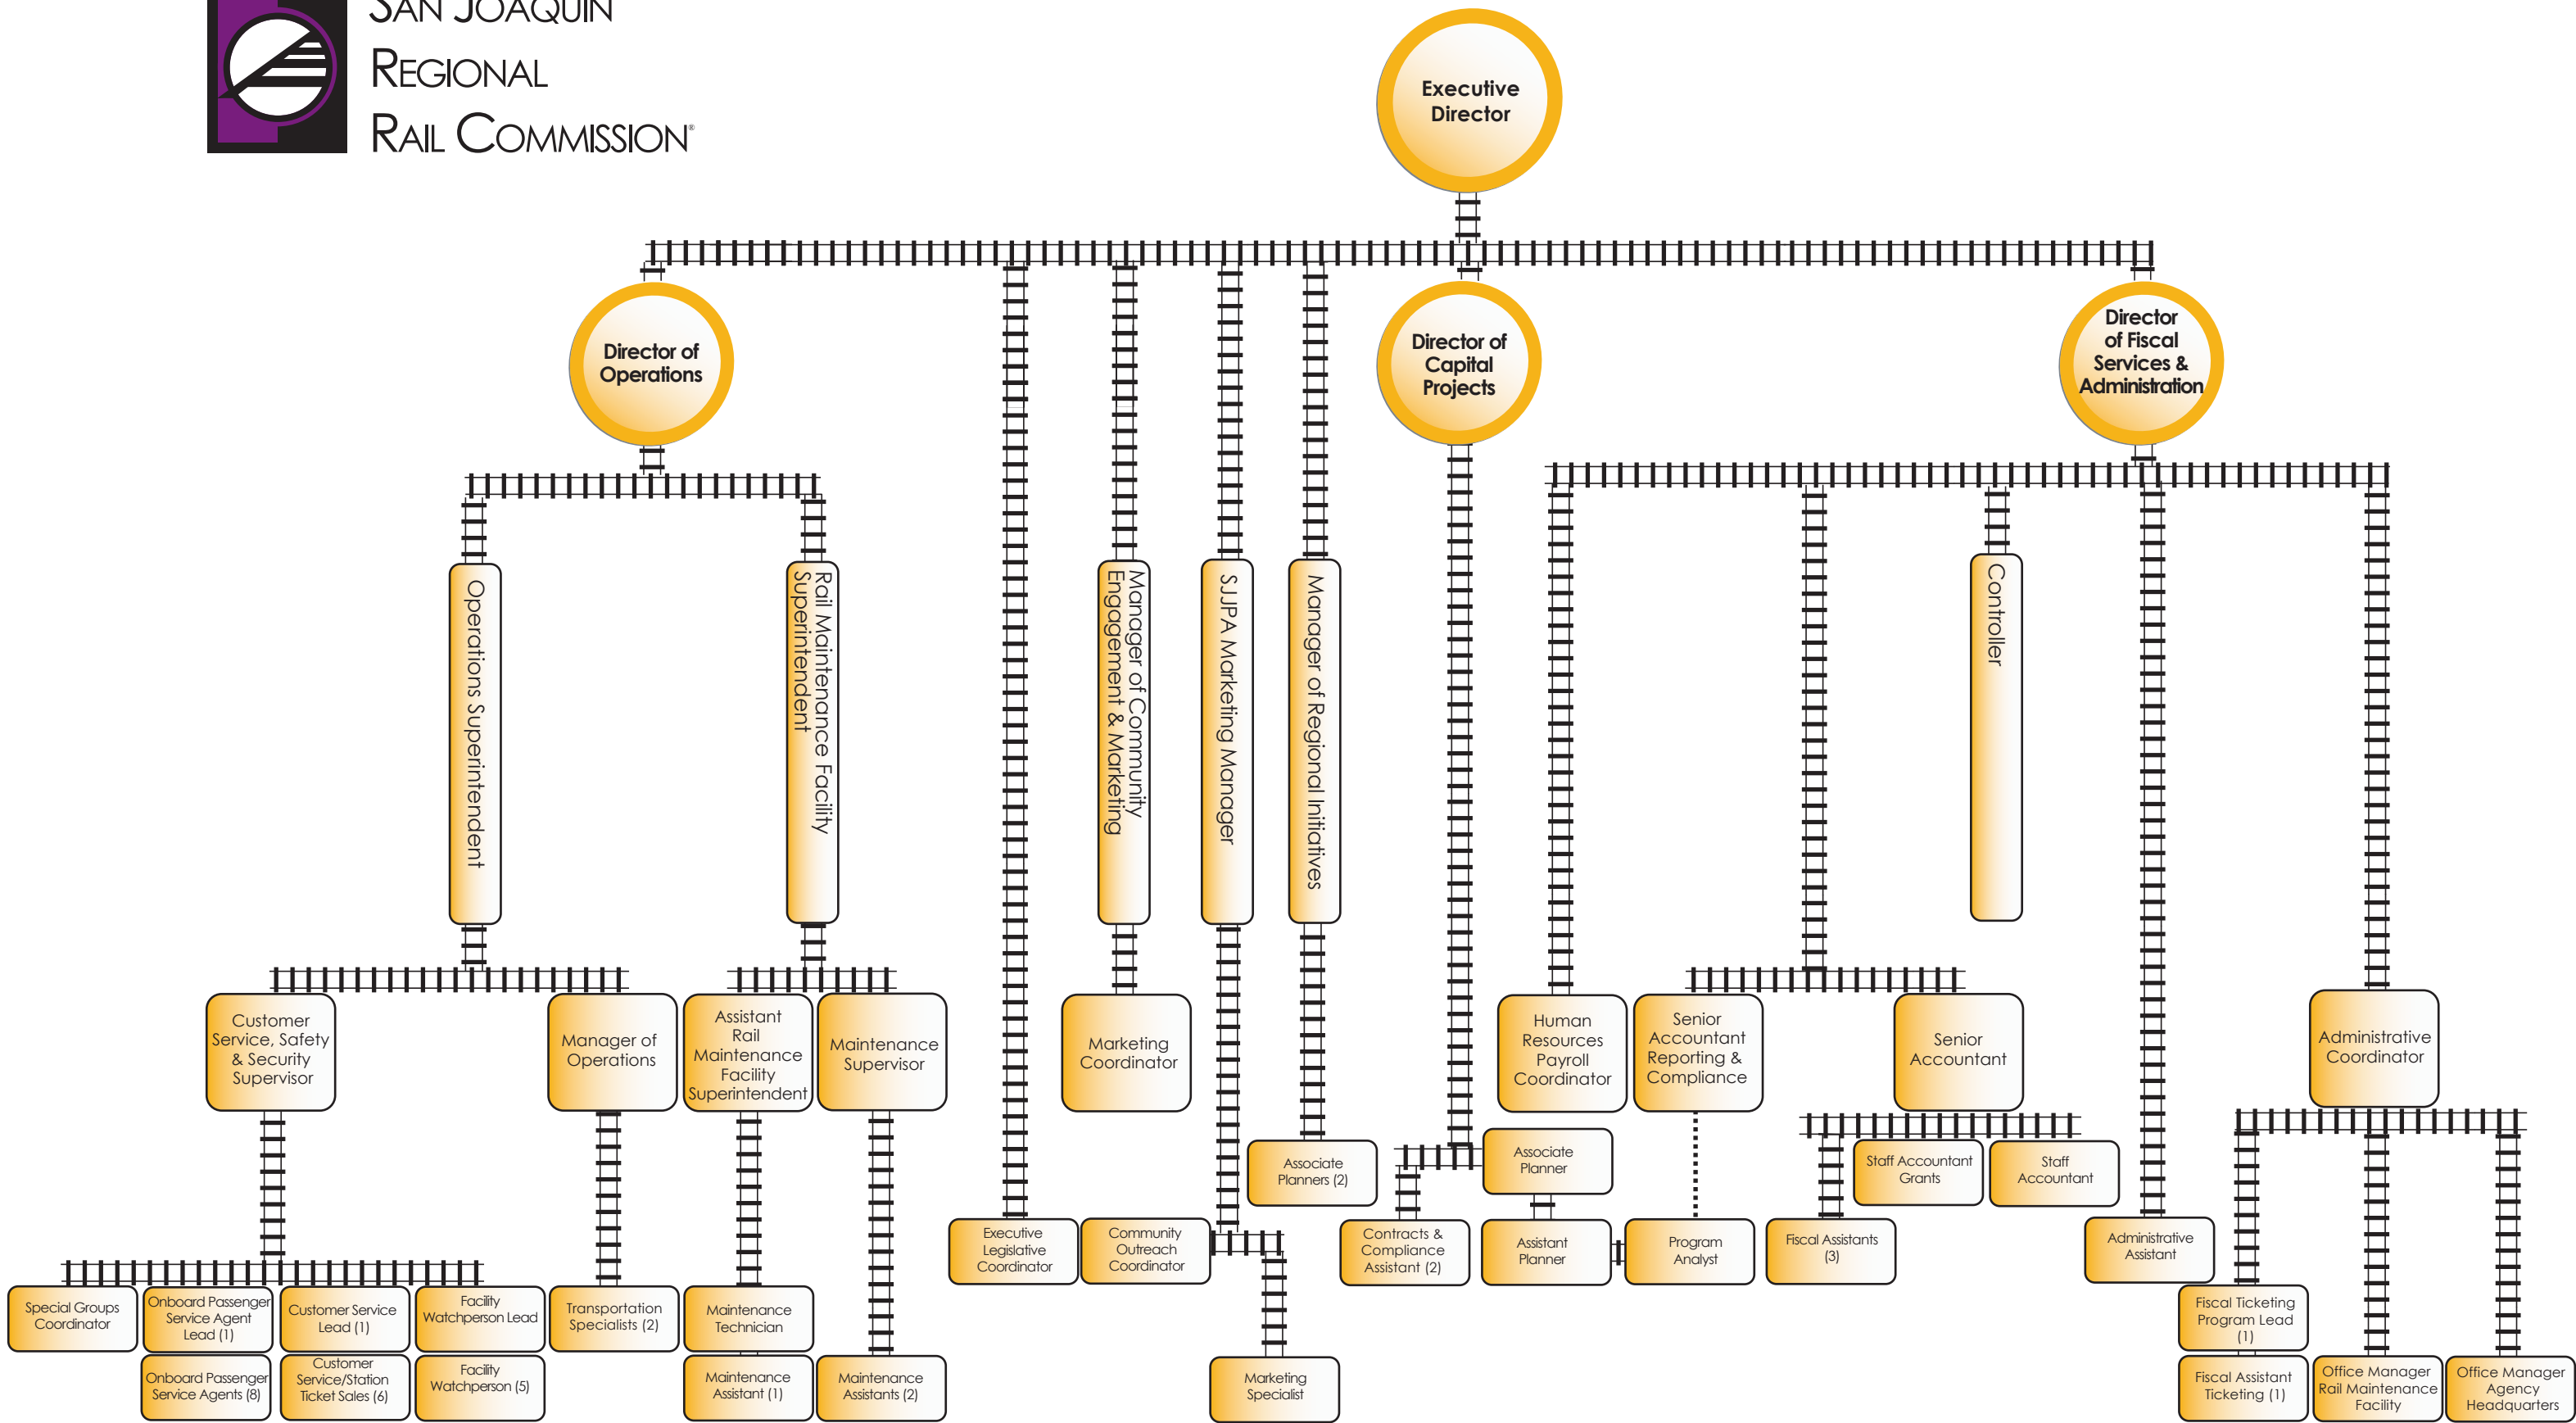 SAN JOAQUIN
REGIONAL
RAIL COMMISSION®
Executive
Director
Director of
Operations
Director of
Capital
Projects
Director
of Fiscal
Services &
Administration
Operations Superintendent
Rail Maintenance Facility
Superintendent
Manager of Community
Engagement & Marketing
SJJPA Marketing Manager
Manager of Regional Initiatives
Controller
Customer
Service, Safety
& Security
Supervisor
Manager of
Operations
Assistant
Rail
Maintenance
Facility
Superintendent
Maintenance
Supervisor
Marketing
Coordinator
Human
Resources
Payroll
Coordinator
Senior
Accountant
Reporting &
Compliance
Senior
Accountant
Administrative
Coordinator
Associate
Planners (2)
Associate
Planner
Staff Accountant
Grants
Staff
Accountant
Executive
Legislative
Coordinator
Community
Outreach
Coordinator
Contracts &
Compliance
Assistant (2)
Assistant
Planner
Program
Analyst
Fiscal Assistants
(3)
Administrative
Assistant
Special Groups
Coordinator
Onboard Passenger
Service Agent
Lead (1)
Customer Service
Lead (1)
Facility
Watchperson Lead
Transportation
Specialists (2)
Maintenance
Technician
Fiscal Ticketing
Program Lead
(1)
Onboard Passenger
Service Agents (8)
Customer
Service/Station
Ticket Sales (6)
Facility
Watchperson (5)
Maintenance
Assistant (1)
Maintenance
Assistants (2)
Marketing
Specialist
Fiscal Assistant
Ticketing (1)
Office Manager
Rail Maintenance
Facility
Office Manager
Agency
Headquarters